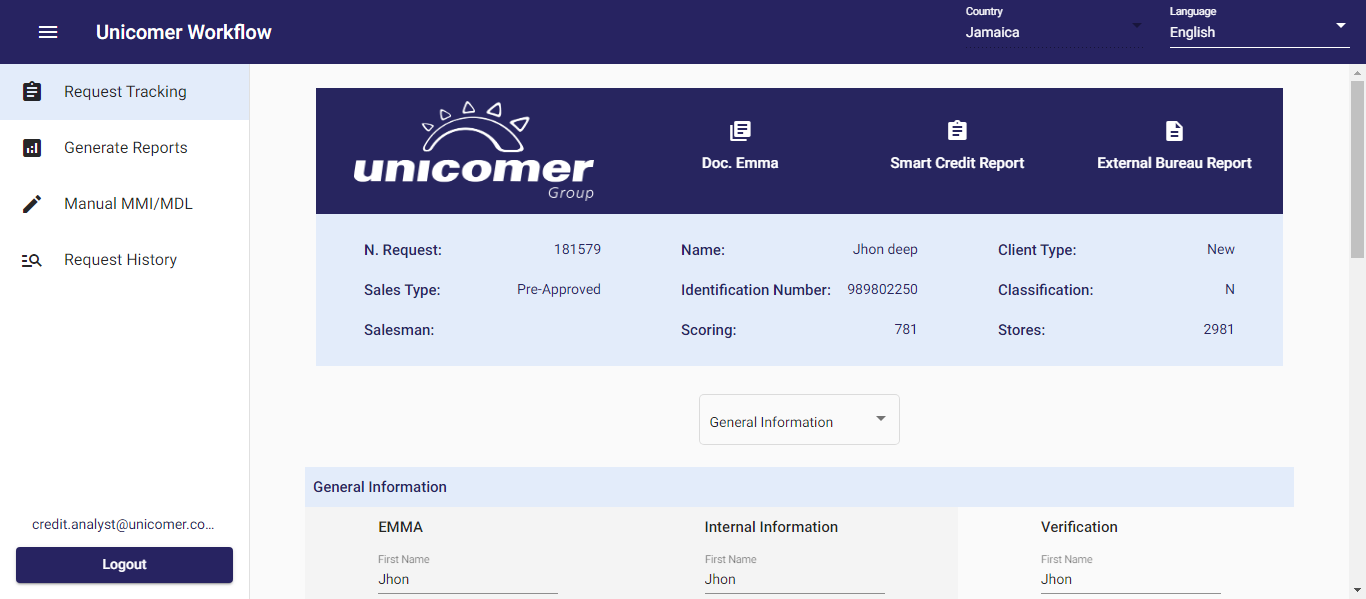 Unicomer Workflow
Country
Jamaica
Language
English
Request Tracking
Generate Reports
Manual MMI/MDL
Request History
credit.analyst@unicomer.co...
Logout
unicomer
Group
Doc. Emma
Smart Credit Report
External Bureau Report
N. Request: 181579
Name: Jhon deep
Client Type: New
Sales Type: Pre-Approved
Identification Number: 989802250
Classification: N
Salesman:
Scoring: 781
Stores: 2981
General Information
General Information
EMMA
Internal Information
Verification
First Name
First Name
First Name
Jhon
Jhon
Jhon